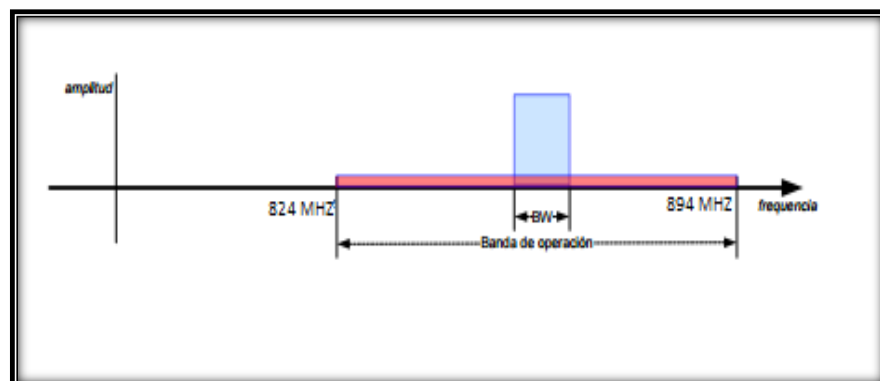 amplitud
824 MHZ
894 MHZ
frequencia
BW
Banda de operación